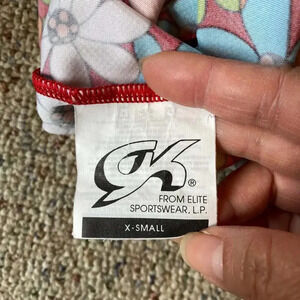 GK®
FROM ELITE
SPORTSWEAR, L.P.
X-SMALL